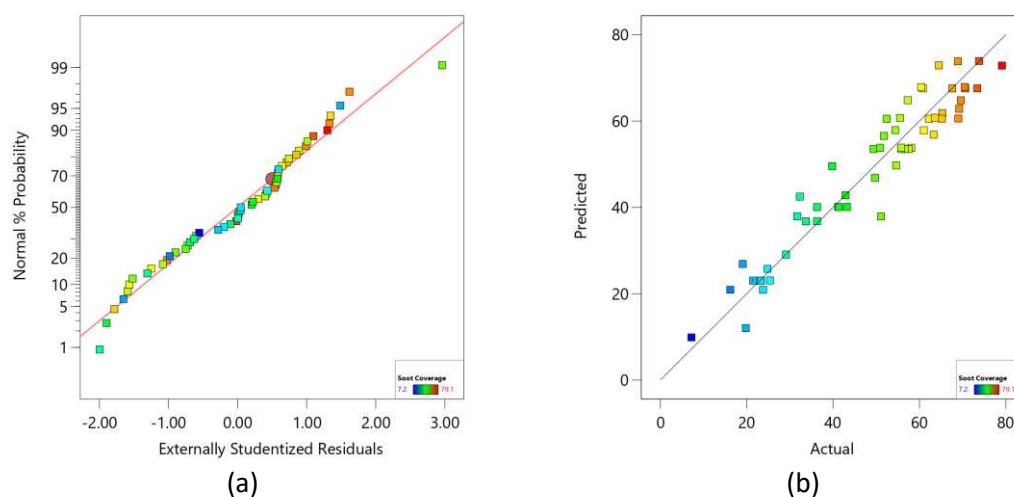 Normal % Probability
99
95
90
70
50
20
10
5
1
-2.00 -1.00 0.00 1.00 2.00 3.00
Externally Studentized Residuals
Soot Coverage
7.2 79.1
(a)
Predicted
80
60
40
20
0
0 20 40 60 80
Actual
Soot Coverage
7.2 79.1
(b)